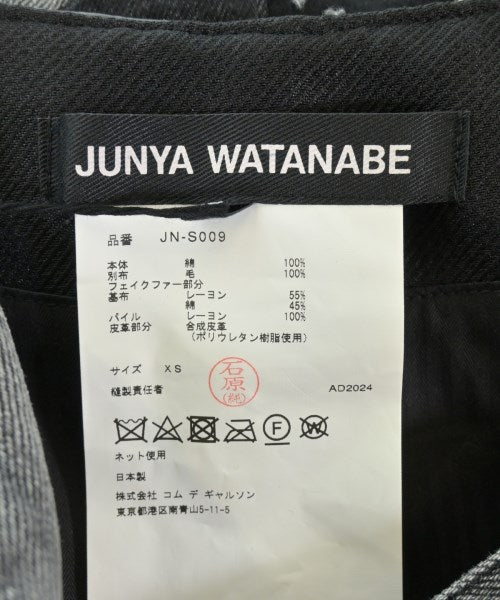 JUNYA WATANABE
品番 JN-S009
本体 綿 100%
別布 毛 100%
フェイクファー部分
基布 レーヨン 55%
綿 45%
パイル レーヨン 100%
皮革部分 合成皮革
(ポリウレタン樹脂使用)
サイズ XS
石原
(純)
縫製責任者
AD2024
F
W
ネット使用
日本製
株式会社 コム デ ギャルソン
東京都港区南青山5-11-5